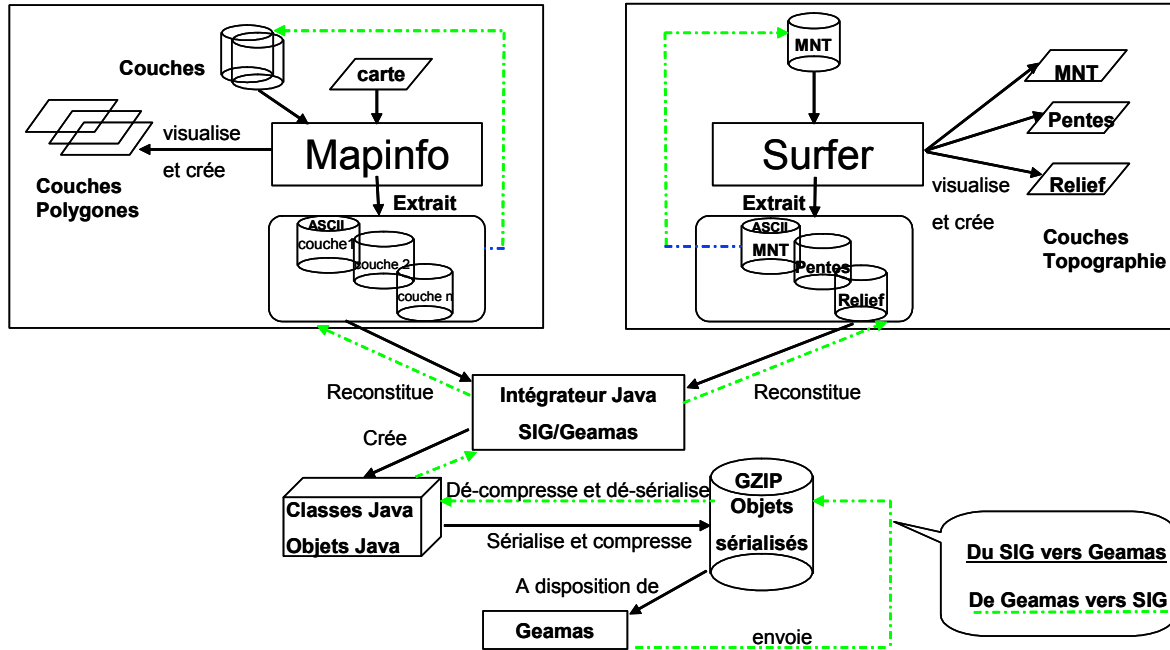 Couches
carte
visualise
et crée
Mapinfo
Couches
Polygones
Extrait
ASCII
couche1
couche 2
couche n
MNT
Surfer
MNT
Pentes
Relief
visualise
et crée
Extrait
Couches
Topographie
ASCII
MNT
Pentes
Relief
Reconstitue
Intégrateur Java
SIG/Geamas
Reconstitue
Crée
Classes Java
Objets Java
Dé-compresse et dé-sérialise
Sérialise et compresse
GZIP
Objets
sérialisés
A disposition de
Geamas
envoie
Du SIG vers Geamas
De Geamas vers SIG